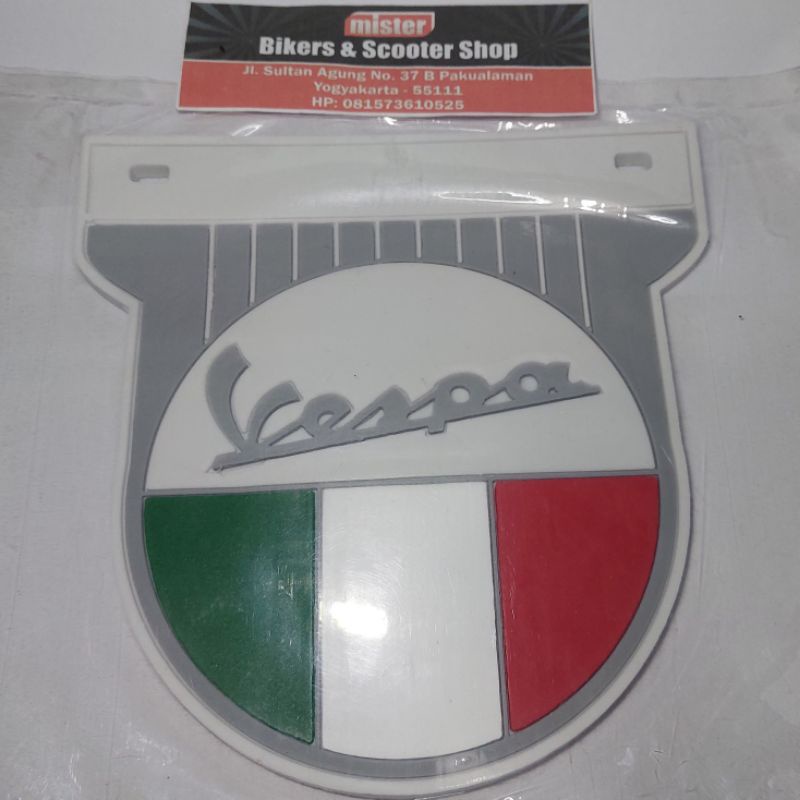 mister
Bikers & Scooter Shop
Jl. Sultan Agung No. 37 B Pakualaman
Yogyakarta - 55111
HP: 081573610525
Vespa